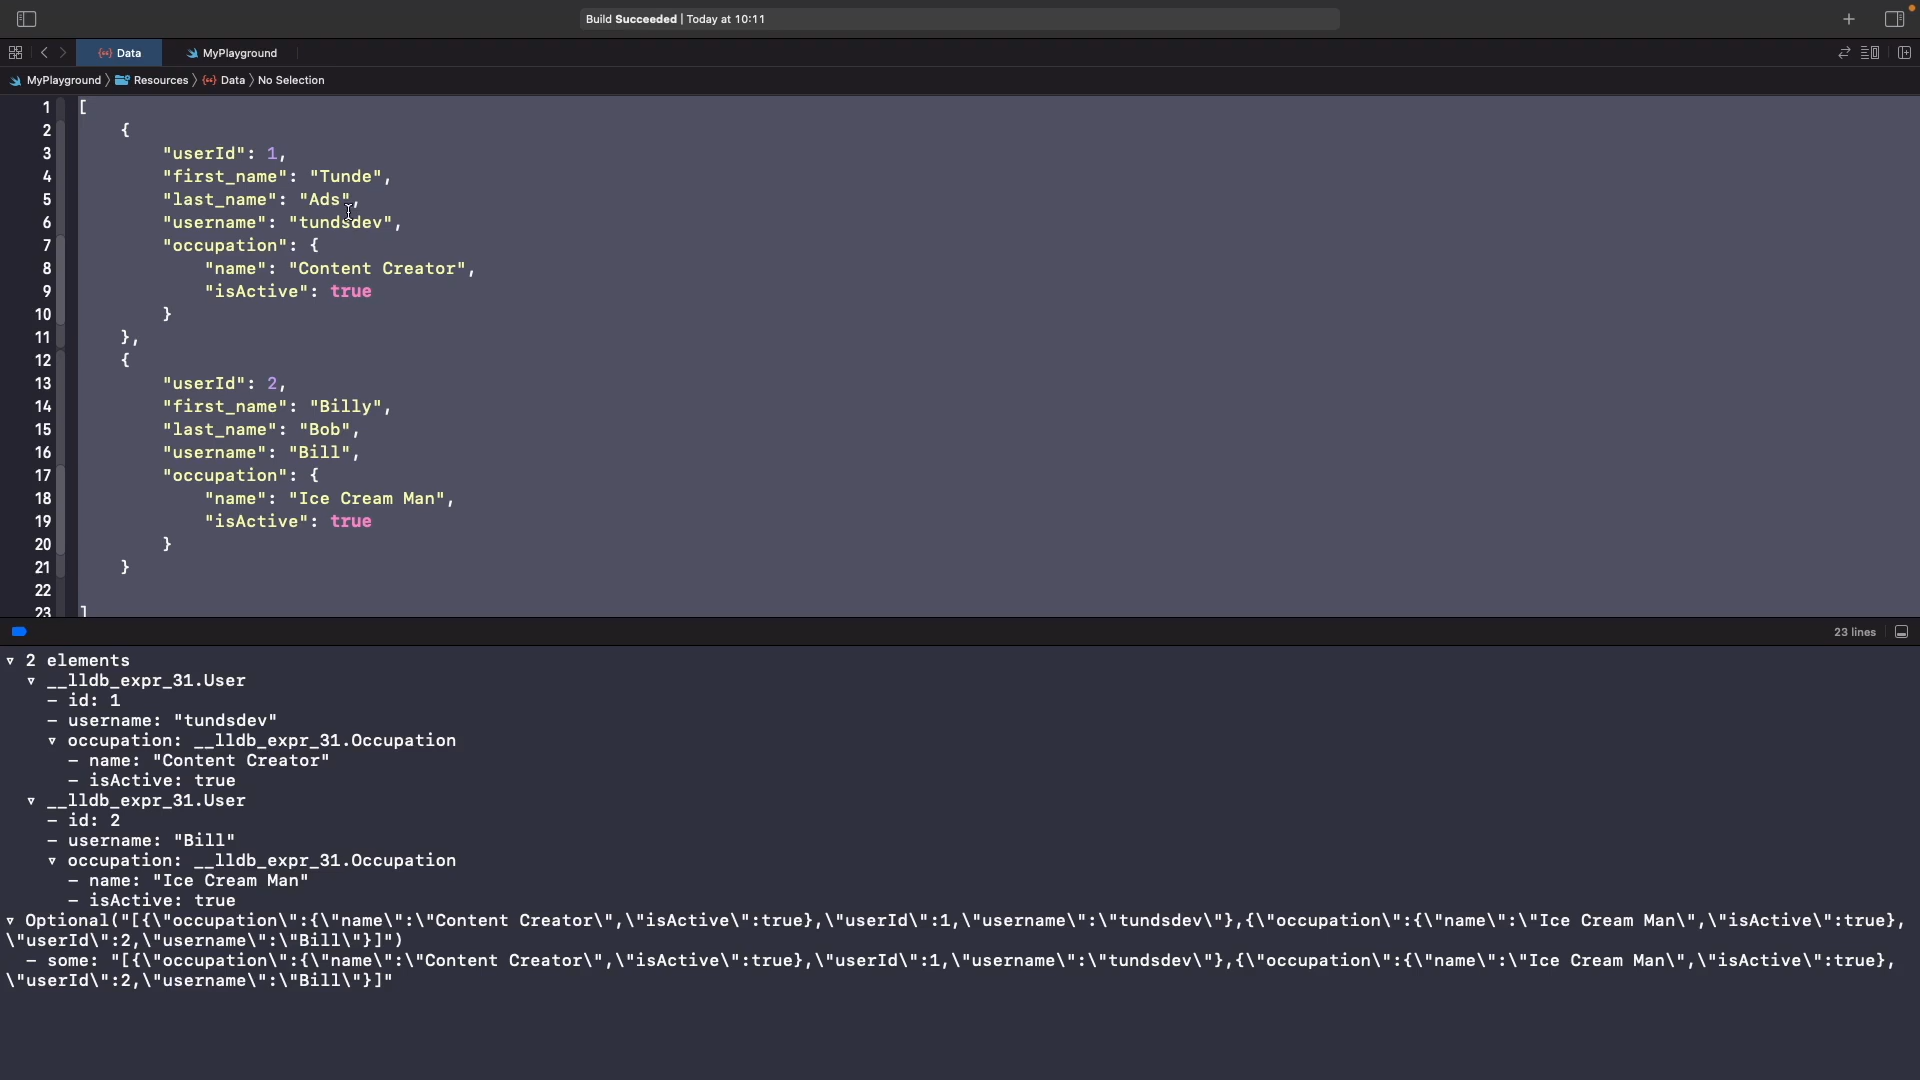 Build Succeeded | Today at 10:11
Data
MyPlayground
MyPlayground 〉 Resources 〉 Data 〉 No Selection
1 [
2 {
3 "userId": 1,
4 "first_name": "Tunde",
5 "last_name": "Ads",
6 "username": "tundsdev",
7 "occupation": {
8 "name": "Content Creator",
9 "isActive": true
10 }
11 },
12 {
13 "userId": 2,
14 "first_name": "Billy",
15 "last_name": "Bob",
16 "username": "Bill",
17 "occupation": {
18 "name": "Ice Cream Man",
19 "isActive": true
20 }
21 }
22
23 ]
23 lines
▿ 2 elements
▿ __lldb_expr_31.User
- id: 1
- username: "tundsdev"
▿ occupation: __lldb_expr_31.Occupation
- name: "Content Creator"
- isActive: true
▿ __lldb_expr_31.User
- id: 2
- username: "Bill"
▿ occupation: __lldb_expr_31.Occupation
- name: "Ice Cream Man"
- isActive: true
▿ Optional("[{\"occupation\":{\"name\":\"Content Creator\",\"isActive\":true},\"userId\":1,\"username\":\"tundsdev\"},{\"occupation\":{\"name\":\"Ice Cream Man\",\"isActive\":true},
\"userId\":2,\"username\":\"Bill\"}]")
- some: "[{\"occupation\":{\"name\":\"Content Creator\",\"isActive\":true},\"userId\":1,\"username\":\"tundsdev\"},{\"occupation\":{\"name\":\"Ice Cream Man\",\"isActive\":true},
\"userId\":2,\"username\":\"Bill\"}]"